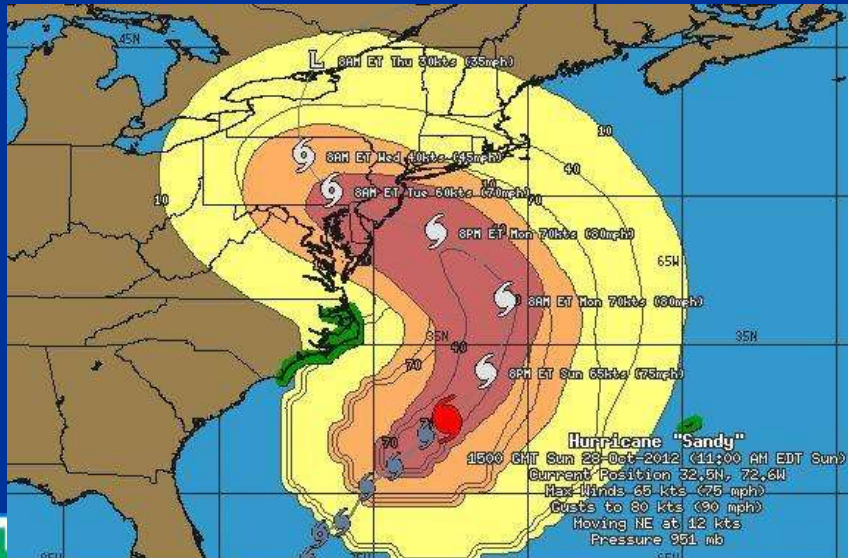 45N
L 8AM ET Thu 30kts (35mph)
10
8AM ET Wed 40kts (45mph)
40
8AM ET Tue 60kts (70mph)
10
70
10
8PM ET Mon 70kts (80mph)
65W
8AM ET Mon 70kts (80mph)
35N
35N
40
70
8PM ET Sun 65kts (75mph)
70
70
Hurricane "Sandy"
1500 GMT Sun 28-Oct-2012 (11:00 AM EDT Sun)
Current Position 32.5N, 72.6W
Max Winds 65 kts (75 mph)
Gusts to 80 kts (90 mph)
Moving NE at 12 kts
Pressure 951 mb